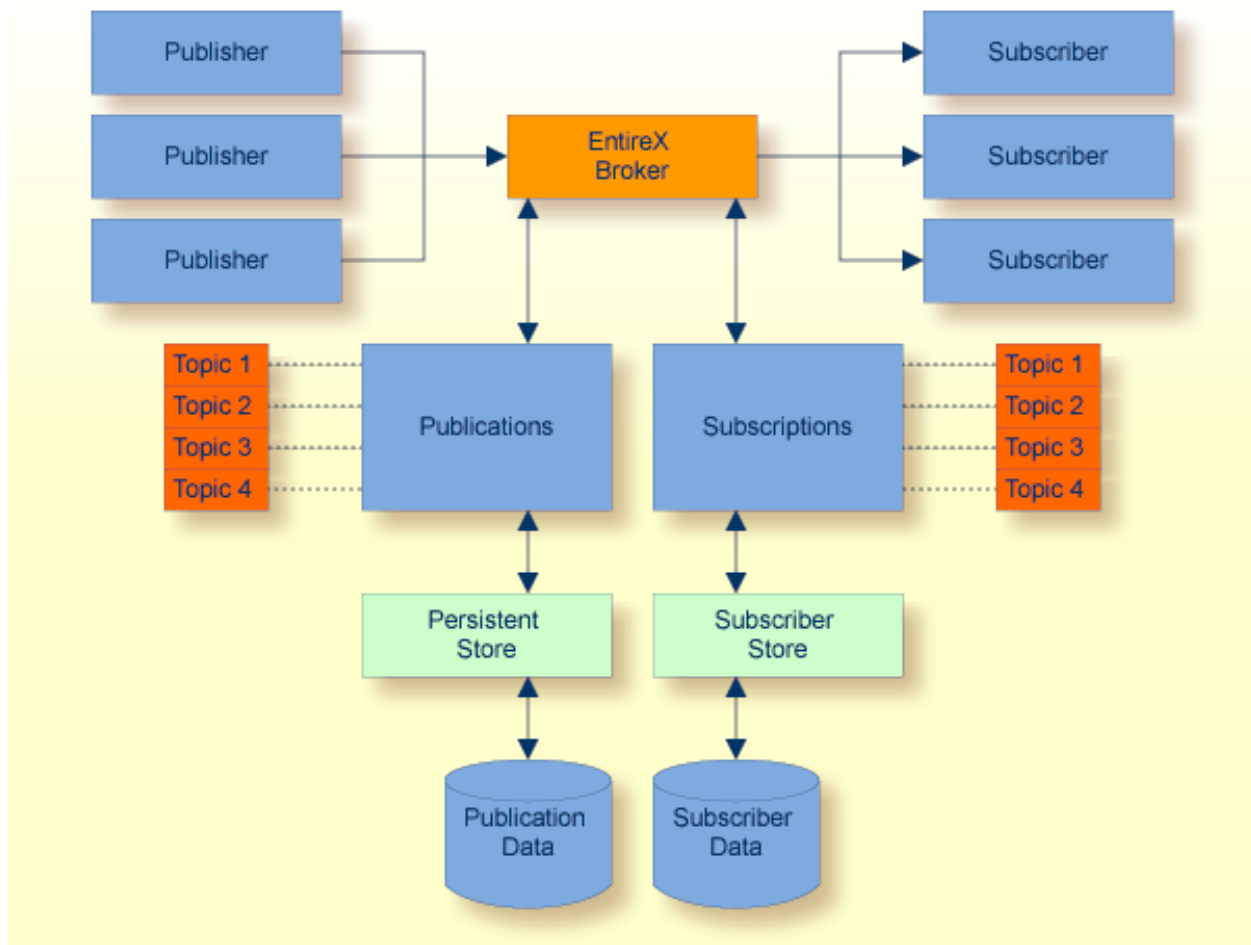 Publisher
Subscriber
EntireX
Broker
Publisher
Subscriber
Publisher
Subscriber
Topic 1
Topic 2
Topic 3
Topic 4
Publications
Subscriptions
Topic 1
Topic 2
Topic 3
Topic 4
Persistent
Store
Subscriber
Store
Publication
Data
Subscriber
Data